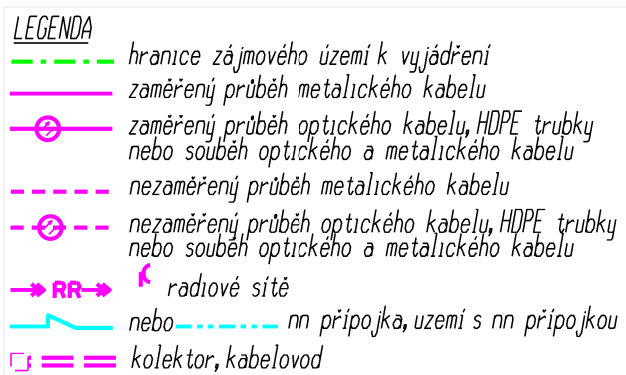 LEGENDA
hranice zájmového území k vyjádření
zaměřený průběh metalického kabelu
zaměřený průběh optického kabelu, HDPE trubky
nebo souběh optického a metalického kabelu
nezaměřený průběh metalického kabelu
nezaměřený průběh optického kabelu, HDPE trubky
nebo souběh optického a metalického kabelu
RR radiové sítě
nebo nn přípojka, uzemí s nn přípojkou
kolektor, kabelovod